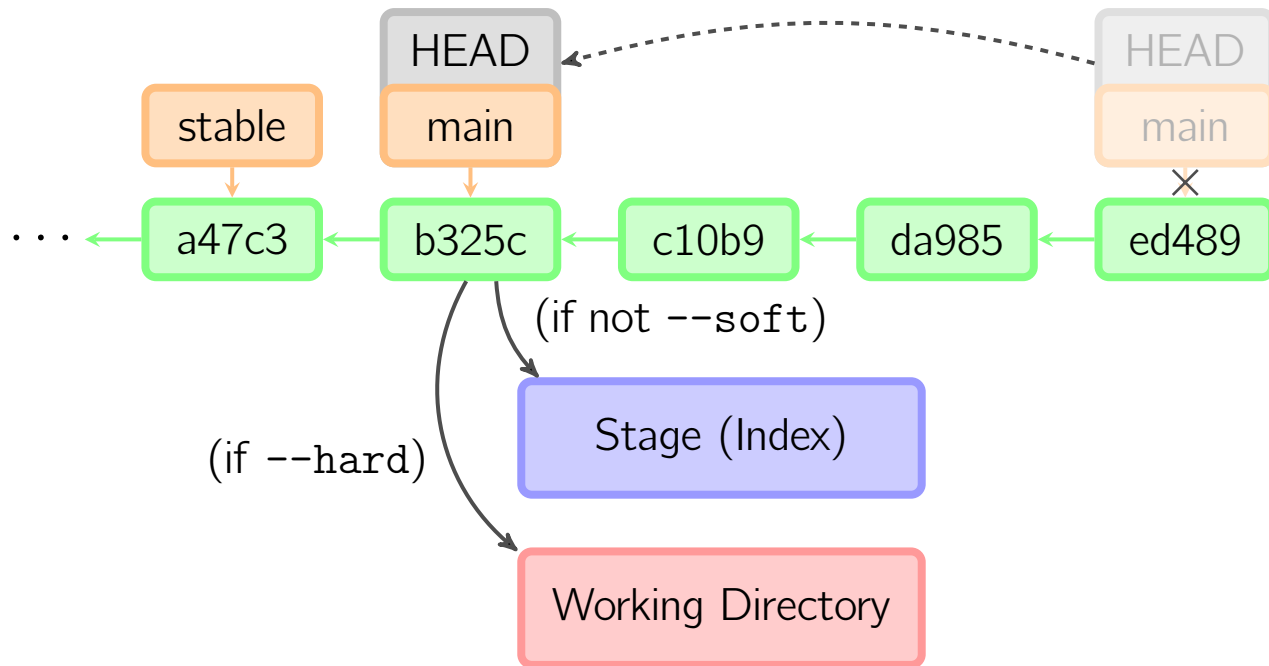 HEAD HEAD
stable main main
... a47c3 b325c c10b9 da985 ed489
(if not --soft)
Stage (Index)
(if --hard)
Working Directory